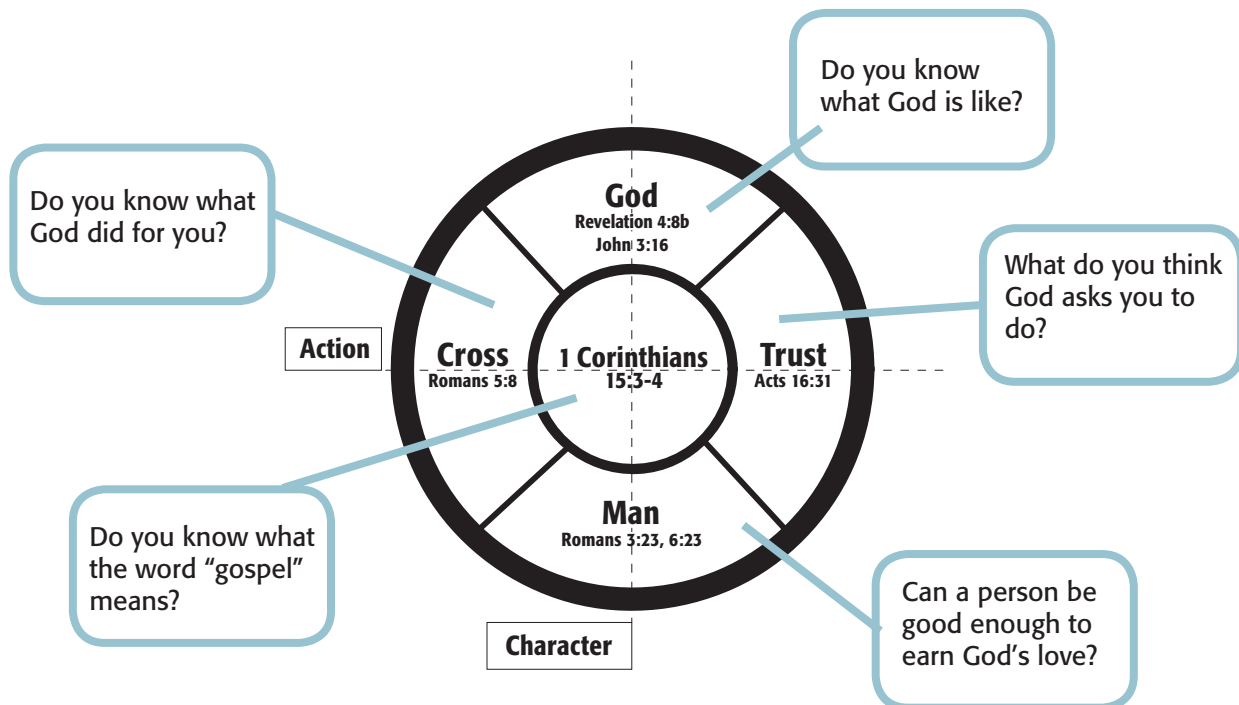 Do you know
what God is like?
Do you know what
God did for you?
God
Revelation 4:8b
John 3:16
What do you think
God asks you to
do?
Action
Cross
Romans 5:8
1 Corinthians
15:3-4
Trust
Acts 16:31
Man
Romans 3:23, 6:23
Do you know what
the word “gospel”
means?
Can a person be
good enough to
earn God’s love?
Character